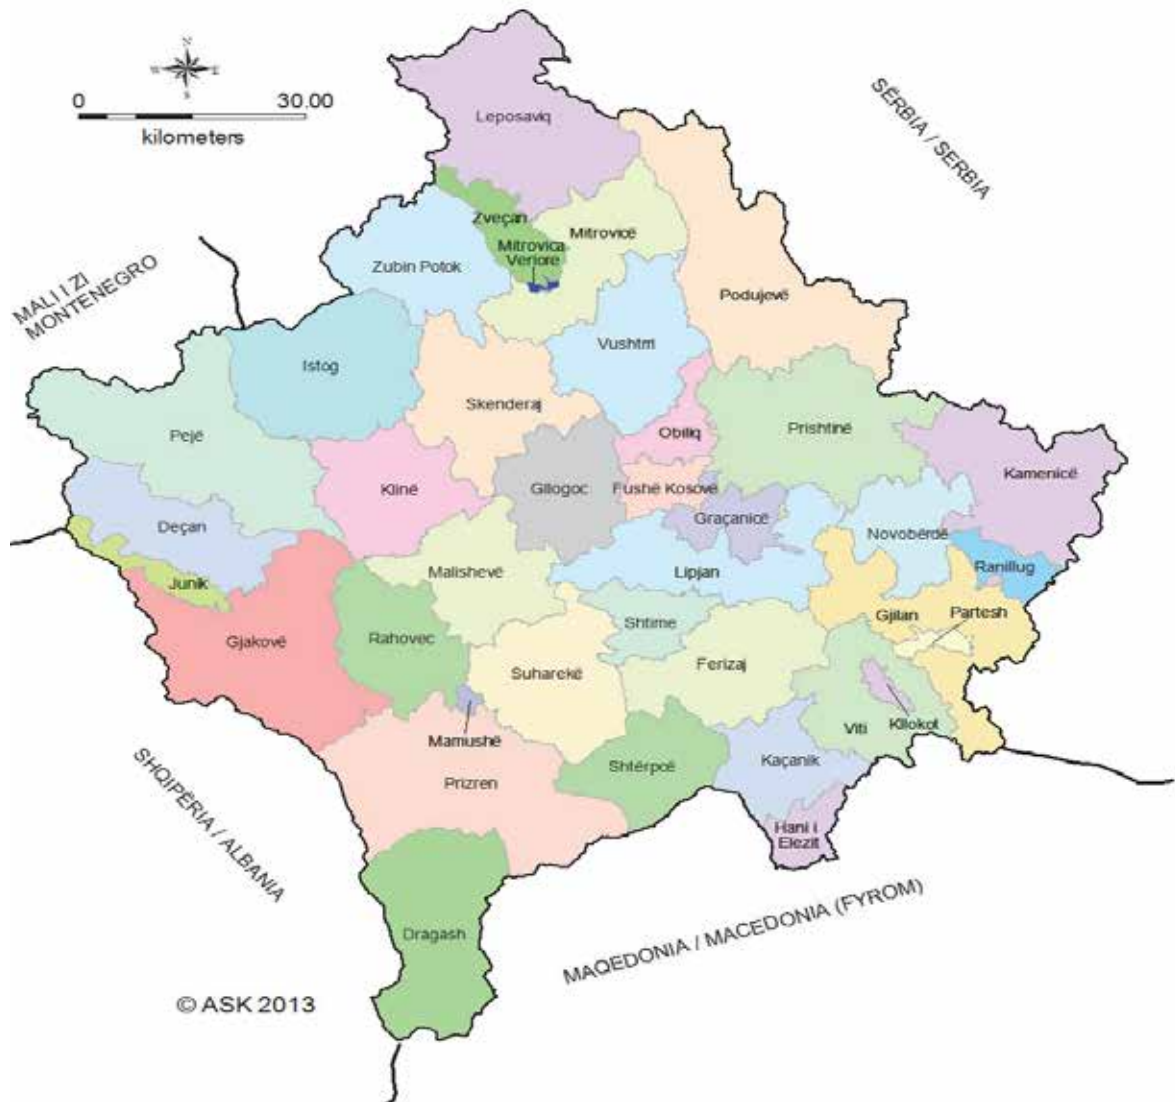 N
W E
S
0 30.00
kilometers
SËRBIA / SERBIA
MALI I ZI
MONTENEGRO
Leposaviq
Zveçan
Mitrovicë
Mitrovica
Veriore
Zubin Potok
Podujevë
Vushtrri
Istog
Skenderaj
Pejë
Obiliq
Prishtinë
Kamenicë
Klinë
Gllogoc
Fushë Kosovë
Graçanicë
Deçan
Novobërdë
Junik
Malishevë
Lipjan
Ranillug
Gjakovë
Rahovec
Shtime
Gjilan
Partesh
Suharekë
Ferizaj
Mamushë
Viti
Kllokot
Prizren
Shtërpcë
Kaçanik
Hani i
Elezit
SHQIPËRIA / ALBANIA
Dragash
MAQEDONIA / MACEDONIA (FYROM)
© ASK 2013